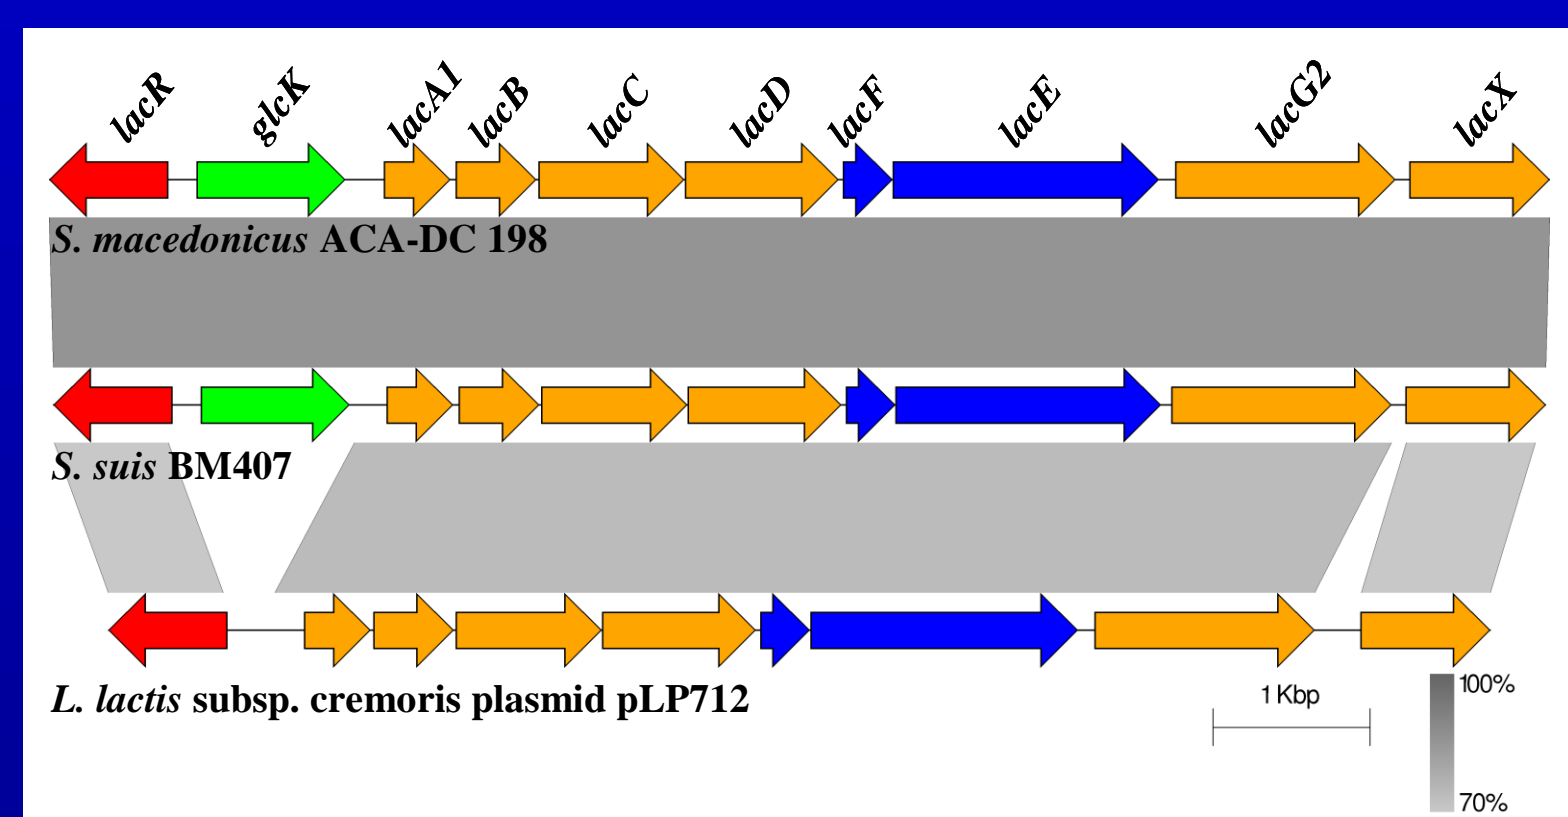 lacR glcK lacA1 lacB lacC lacD lacF lacE lacG2 lacX
S. macedonicus ACA-DC 198
S. suis BM407
L. lactis subsp. cremoris plasmid pLP712
1 Kbp
100%
70%